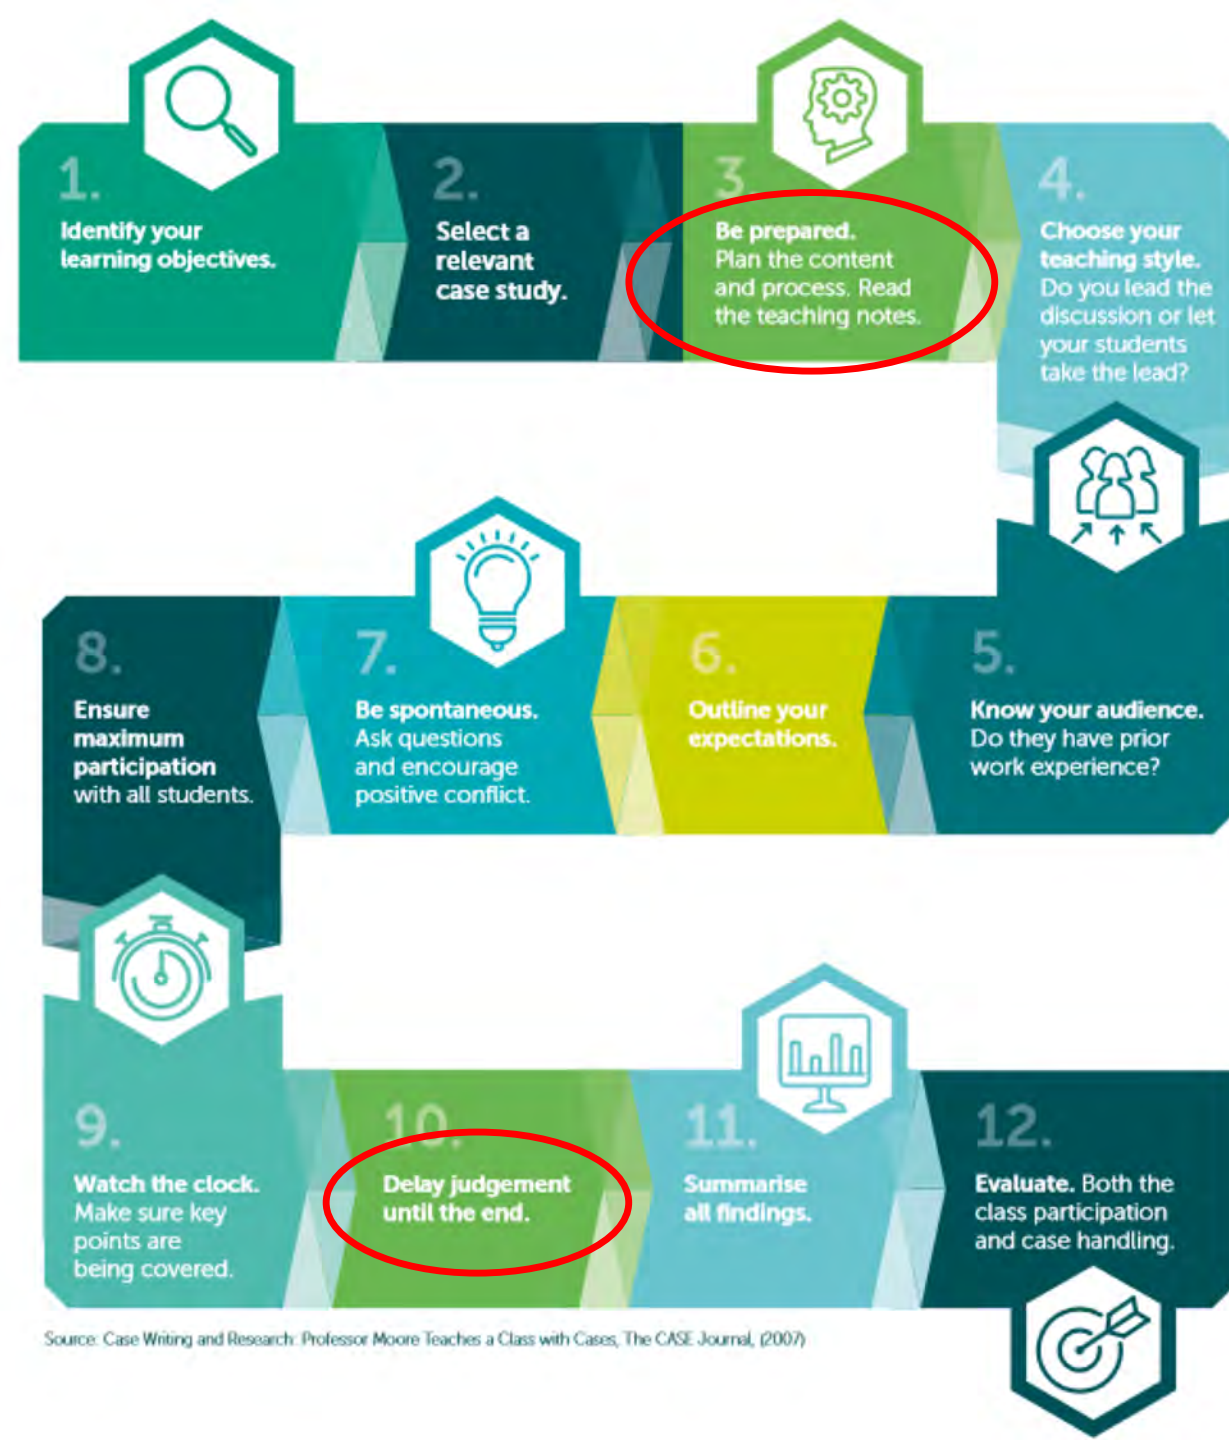 1.
Identify your
learning objectives.
2.
Select a
relevant
case study.
3.
Be prepared.
Plan the content
and process. Read
the teaching notes.
4.
Choose your
teaching style.
Do you lead the
discussion or let
your students
take the lead?
5.
Know your audience.
Do they have prior
work experience?
6.
Outline your
expectations.
7.
Be spontaneous.
Ask questions
and encourage
positive conflict.
8.
Ensure
maximum
participation
with all students.
9.
Watch the clock.
Make sure key
points are
being covered.
10.
Delay judgement
until the end.
11.
Summarise
all findings.
12.
Evaluate. Both the
class participation
and case handling.
Source: Case Writing and Research: Professor Moore Teaches a Class with Cases, The CASE Journal, (2007)